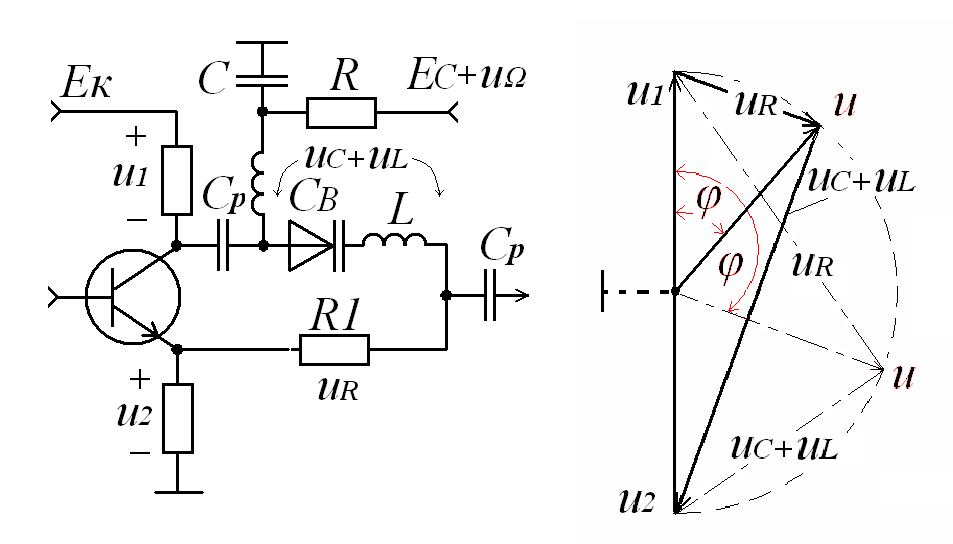 C
R
EC+uΩ
Eк
+
u1
−
uC+uL
Cp
CВ
L
Cp
R1
uR
+
u2
−
u1
uR
u
φ
uC+uL
φ
uR
u
uC+uL
u2